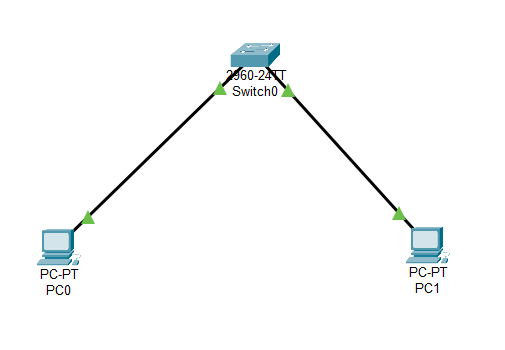 2960-24TT
Switch0
PC-PT
PC0
PC-PT
PC1